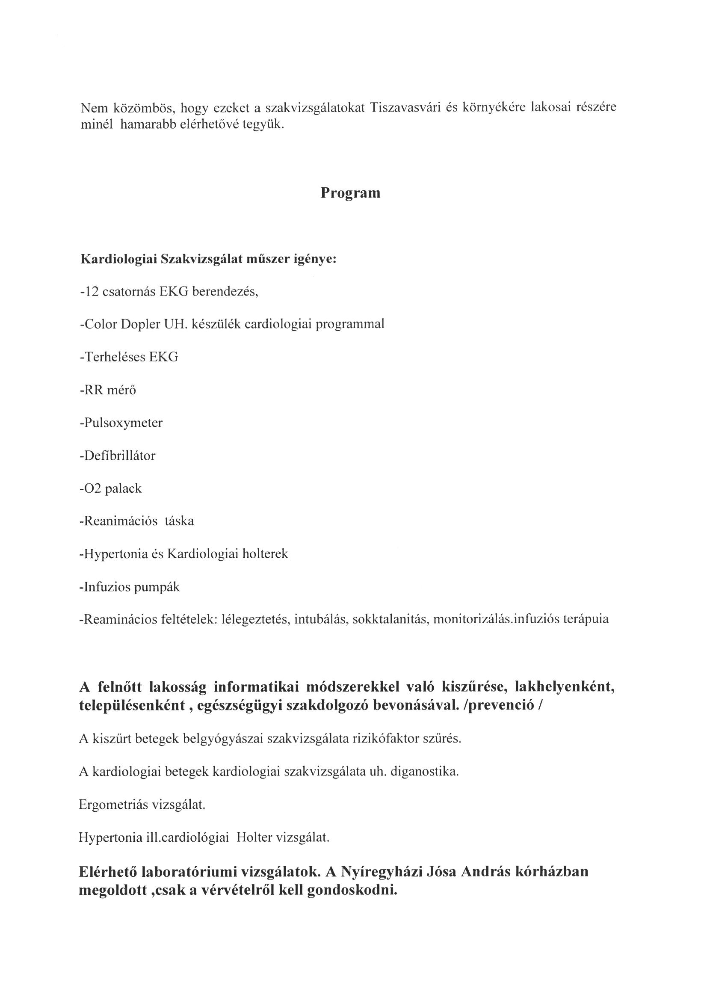 Nem közömbös, hogy ezeket a szakvizsgálatokat Tiszavasvári és környékére lakosai részére
minél hamarabb elérhetővé tegyük.
Program
Kardiologiai Szakvizsgálat műszer igénye:
-12 csatornás EKG berendezés,
-Color Dopler UH. készülék cardiologiai programmal
-Terheléses EKG
-RR mérő
-Pulsoxymeter
-Defibrillátor
-O2 palack
-Reanimációs táska
-Hypertonia és Kardiologiai holterek
-Infuzios pumpák
-Reaminácios feltételek: lélegeztetés, intubálás, sokktalanitás, monitorizálás.infuziós terápuia
A felnőtt lakosság informatikai módszerekkel való kiszűrése, lakhelyenként,
településenként , egészségügyi szakdolgozó bevonásával. /prevenció /
A kiszűrt betegek belgyógyászai szakvizsgálata rizikófaktor szűrés.
A kardiologiai betegek kardiologiai szakvizsgálata uh. diganostika.
Ergometriás vizsgálat.
Hypertonia ill.cardiológiai Holter vizsgálat.
Elérhető laboratóriumi vizsgálatok. A Nyíregyházi Jósa András kórházban
megoldott ,csak a vérvételről kell gondoskodni.